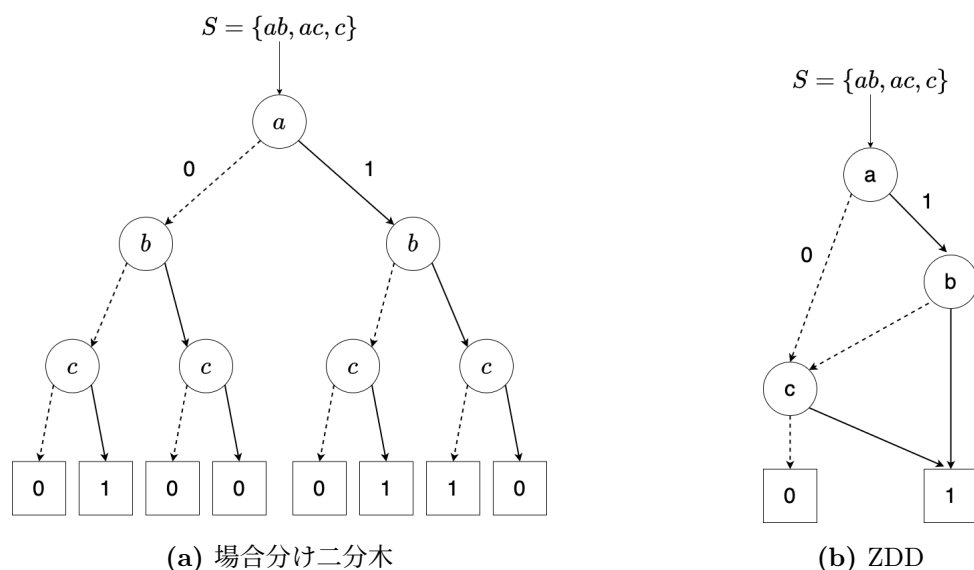 S = {ab, ac, c}
a
0 1
b b
c c c c
0 1 0 0 0 1 1 0
(a) 場合分け二分木
S = {ab, ac, c}
a
1
0
b
c
0 1
(b) ZDD